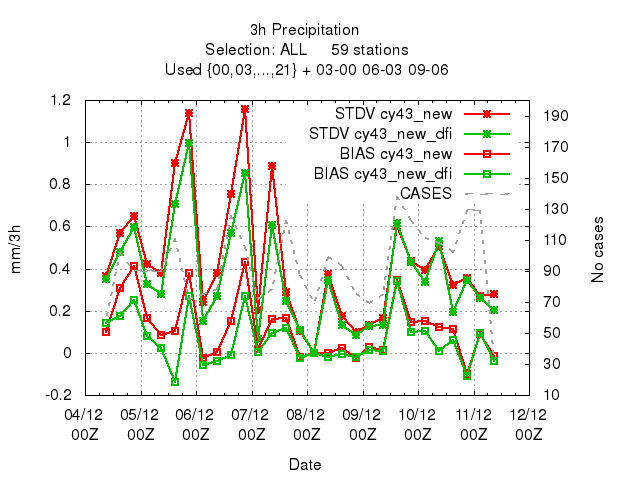 3h Precipitation
Selection: ALL 59 stations
Used {00,03,...,21} + 03-00 06-03 09-06
1.2
1
0.8
0.6
0.4
0.2
0
-0.2
mm/3h
STDV cy43_new
STDV cy43_new_dfi
BIAS cy43_new
BIAS cy43_new_dfi
CASES
190
170
150
130
110
90
70
50
30
10
No cases
04/12 05/12 06/12 07/12 08/12 09/12 10/12 11/12 12/12
00Z 00Z 00Z 00Z 00Z 00Z 00Z 00Z 00Z
Date